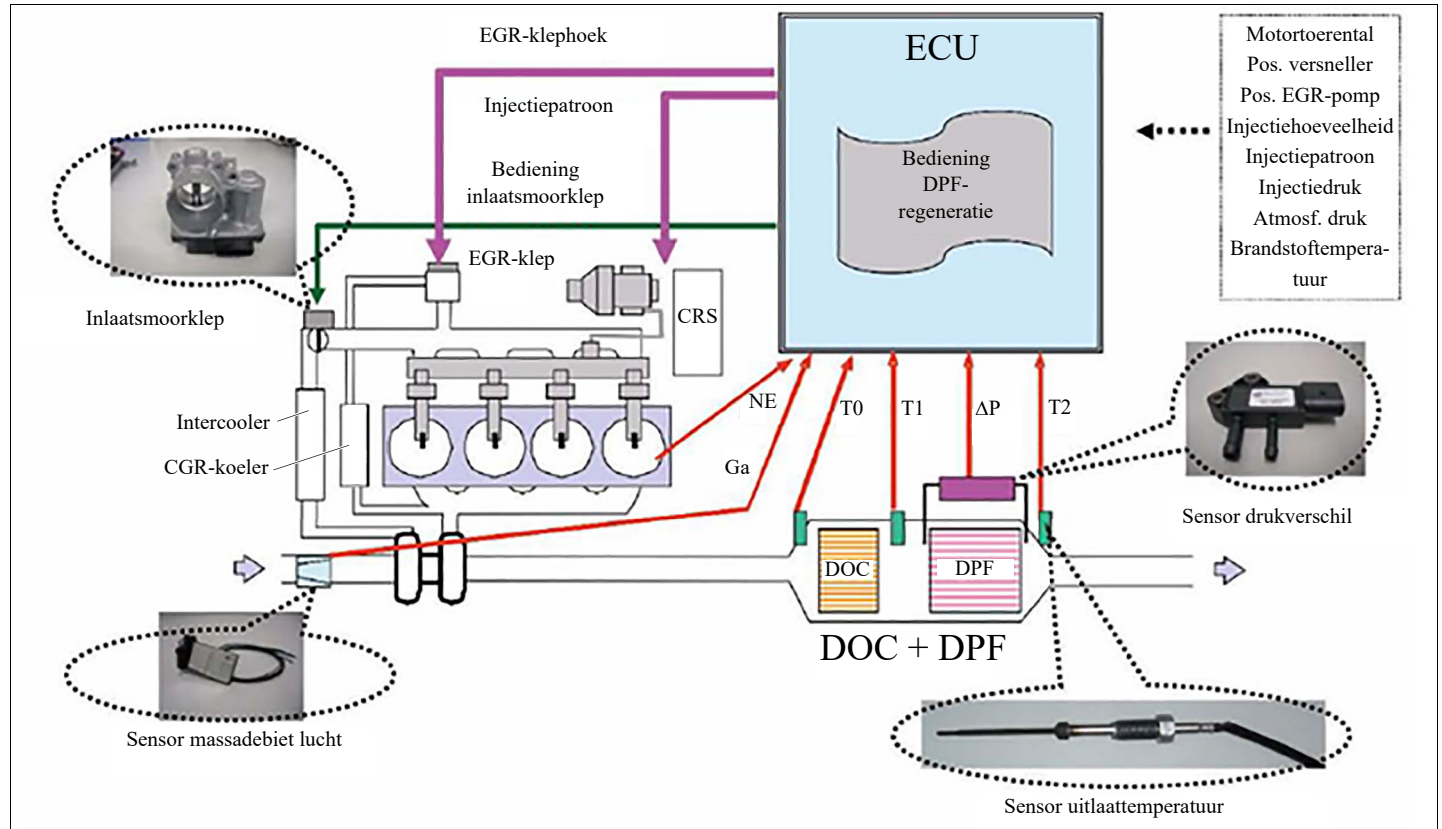 EGR-klephoek
ECU
Motortoerental
Pos. versneller
Pos. EGR-pomp
Injectiehoeveelheid
Injectiepatroon
Injectiedruk
Atmosf. druk
Brandstoftempera-
tuur
Injectiepatroon
Bediening
inlaatsmoorklep
Bediening
DPF-
regeneratie
EGR-klep
Inlaatsmoorklep
CRS
Intercooler
CGR-koeler
NE
Ga
T0
T1
ΔP
T2
Sensor drukverschil
DOC
DPF
DOC + DPF
Sensor massadebiet lucht
Sensor uitlaattemperatuur